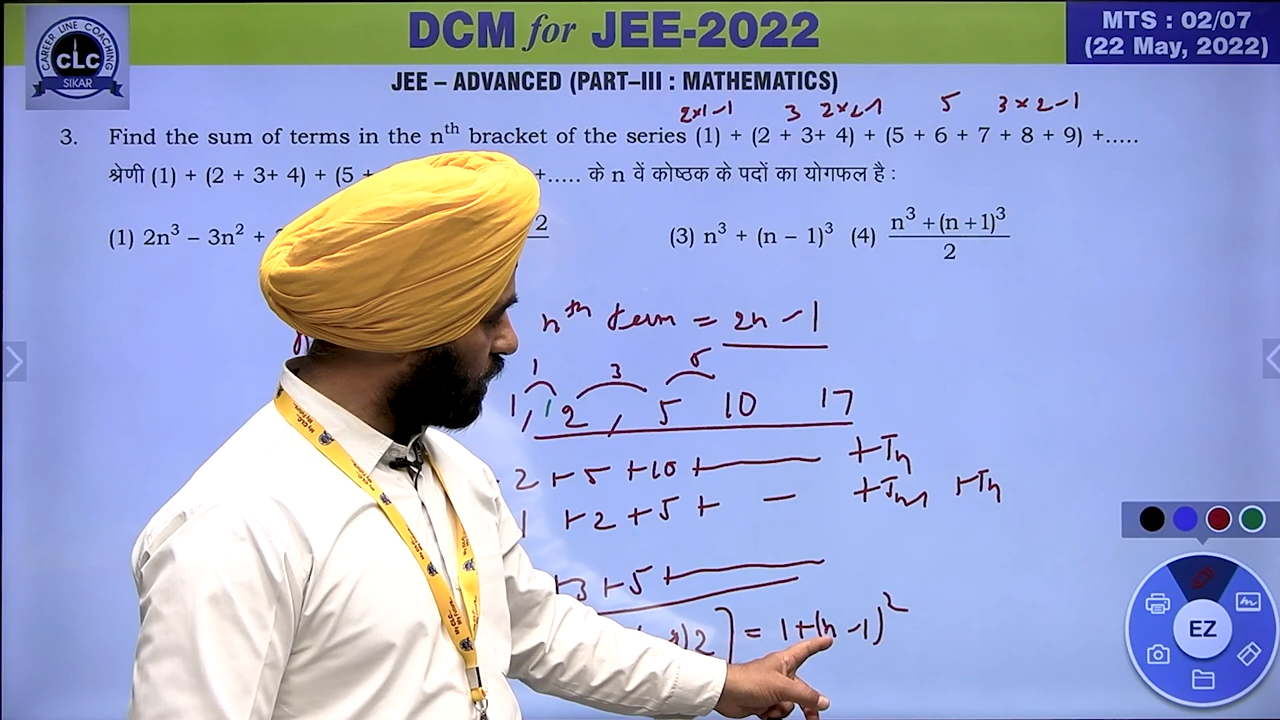 DCM for JEE-2022
MTS : 02/07
(22 May, 2022)
CAREER LINE COACHING
CLC
SIKAR
JEE – ADVANCED (PART–III : MATHEMATICS)
2×1-1 3 2×2-1 5 3×2-1
3. Find the sum of terms in the nth bracket of the series (1) + (2 + 3+ 4) + (5 + 6 + 7 + 8 + 9) +.....
श्रेणी (1) + (2 + 3+ 4) + (5 + +..... के n वें कोष्ठक के पदों का योगफल है :
(1) 2n³ – 3n² + 2 (3) n³ + (n – 1)³ (4) n³ + (n + 1)³ / 2
nth term = 2n - 1
1 3 5
1, 1 2, 5 10 17
2 + 5 + 10 + + Tn
1 + 2 + 5 + - + Tn-1 + Tn
+ 3 + 5 +
)2] = 1 + (n - 1)²
EZ